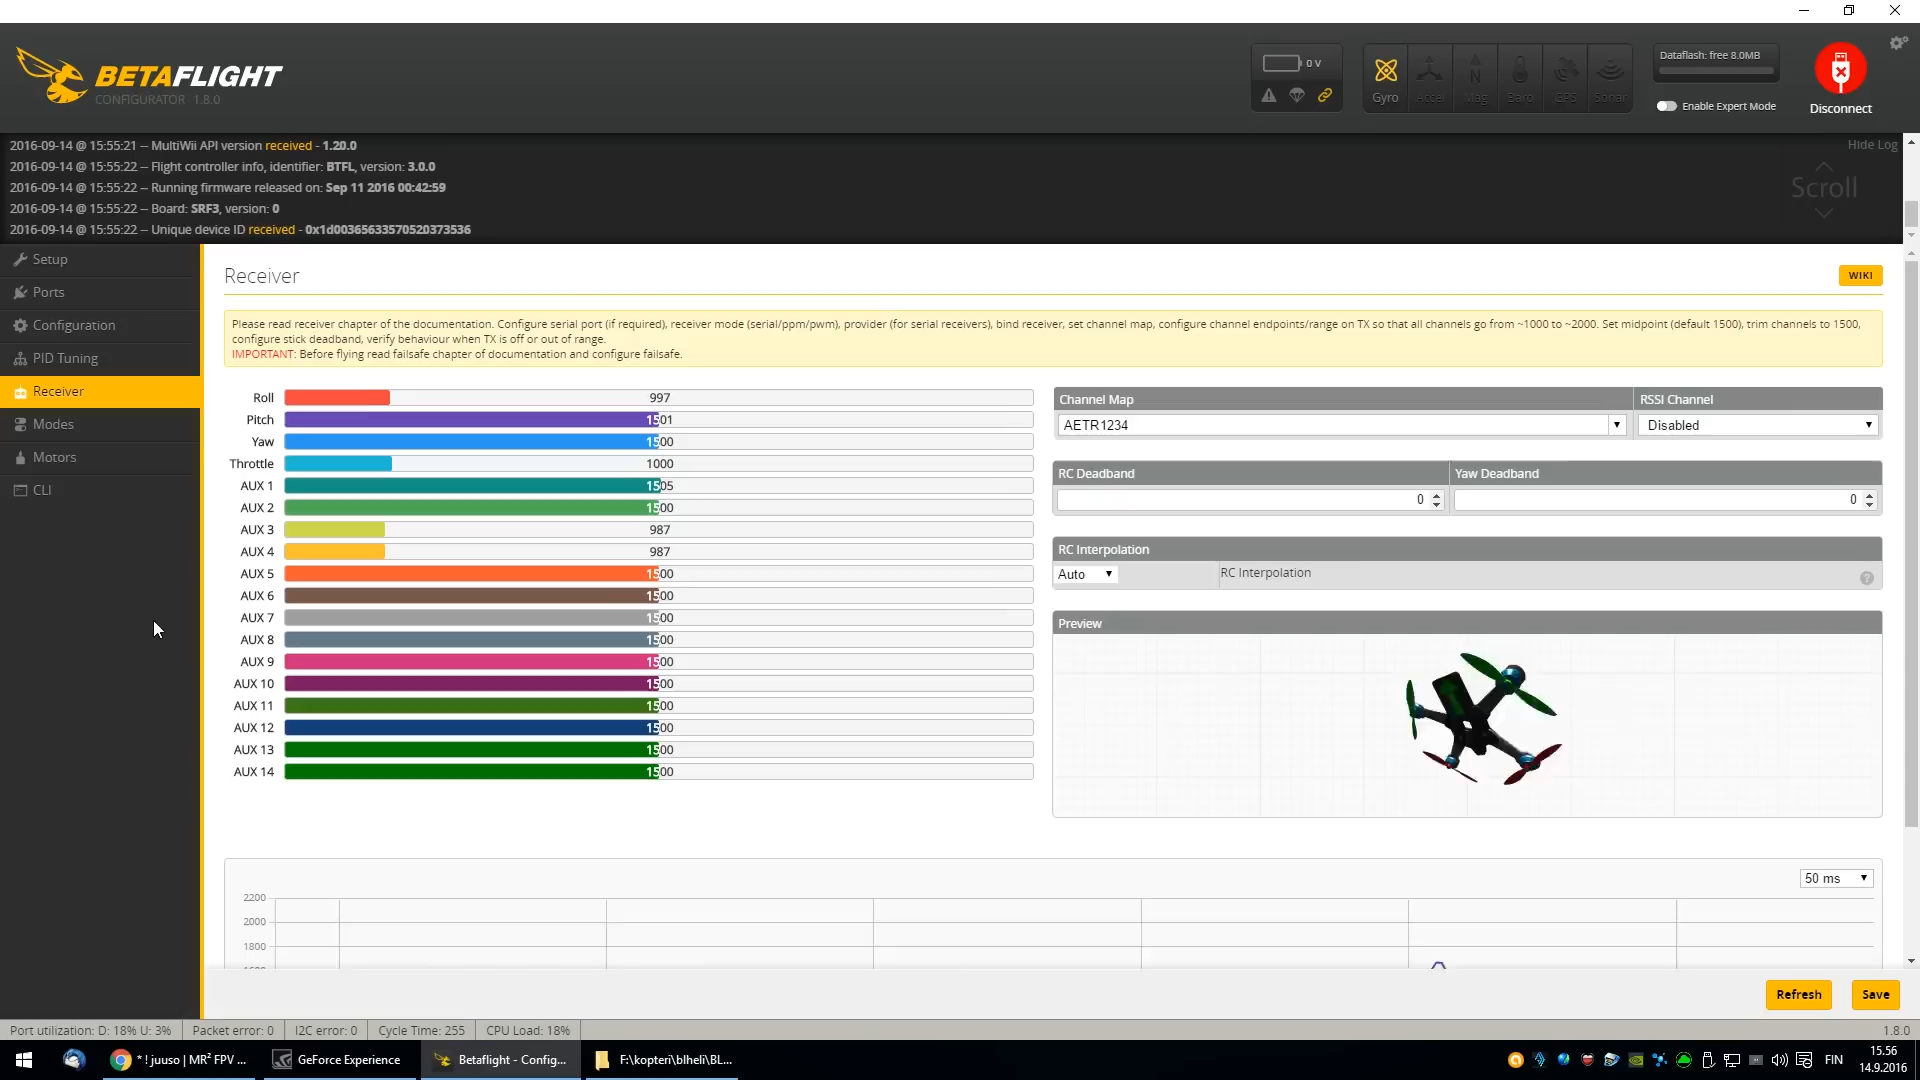 BETAFLIGHT
CONFIGURATOR 1.8.0
0 V
Gyro
Accel
Mag
Baro
GPS
Sonar
Dataflash: free 8.0MB
Enable Expert Mode
Disconnect
2016-09-14 @ 15:55:21 -- MultiWii API version received - 1.20.0
2016-09-14 @ 15:55:22 -- Flight controller info, identifier: BTFL, version: 3.0.0
2016-09-14 @ 15:55:22 -- Running firmware released on: Sep 11 2016 00:42:59
2016-09-14 @ 15:55:22 -- Board: SRF3, version: 0
2016-09-14 @ 15:55:22 -- Unique device ID received - 0x1d00365633570520373536
Hide Log
Scroll
Setup
Ports
Configuration
PID Tuning
Receiver
Modes
Motors
CLI
Receiver
WIKI
Please read receiver chapter of the documentation. Configure serial port (if required), receiver mode (serial/ppm/pwm), provider (for serial receivers), bind receiver, set channel map, configure channel endpoints/range on TX so that all channels go from ~1000 to ~2000. Set midpoint (default 1500), trim channels to 1500,
configure stick deadband, verify behaviour when TX is off or out of range.
IMPORTANT: Before flying read failsafe chapter of documentation and configure failsafe.
Roll 997
Pitch 1501
Yaw 1500
Throttle 1000
AUX 1 1505
AUX 2 1500
AUX 3 987
AUX 4 987
AUX 5 1500
AUX 6 1500
AUX 7 1500
AUX 8 1500
AUX 9 1500
AUX 10 1500
AUX 11 1500
AUX 12 1500
AUX 13 1500
AUX 14 1500
Channel Map RSSI Channel
AETR1234 Disabled
RC Deadband Yaw Deadband
0 0
RC Interpolation
Auto RC Interpolation
Preview
50 ms
2200
2000
1800
1600
Refresh Save
Port utilization: D: 18% U: 3% Packet error: 0 I2C error: 0 Cycle Time: 255 CPU Load: 18% 1.8.0
* ! juuso | MR² FPV ... GeForce Experience Betaflight - Config... F:\kopteri\blheli\BL... FIN 15.56
14.9.2016